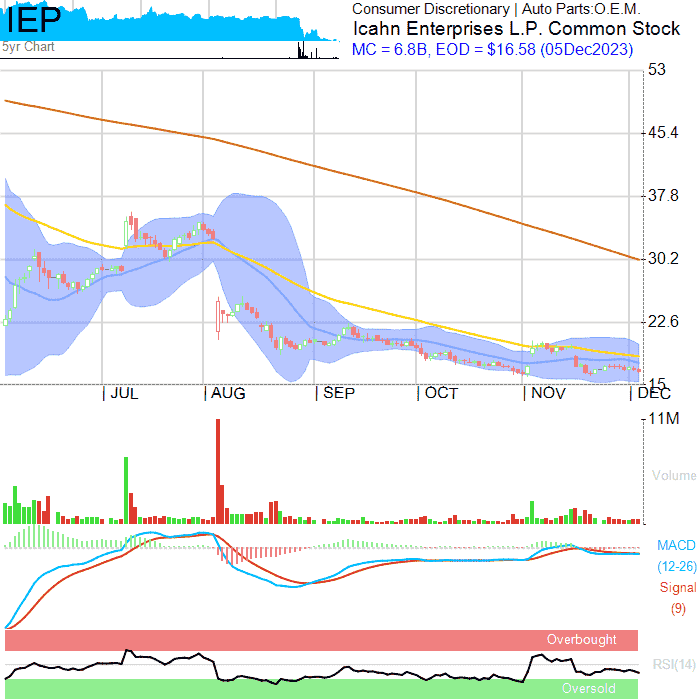 IEP
5yr Chart
Consumer Discretionary | Auto Parts:O.E.M.
Icahn Enterprises L.P. Common Stock
MC = 6.8B, EOD = $16.58 (05Dec2023)
53
45.4
37.8
30.2
22.6
15
JUL AUG SEP OCT NOV DEC
11M
Volume
MACD
(12-26)
Signal
(9)
Overbought
RSI(14)
Oversold